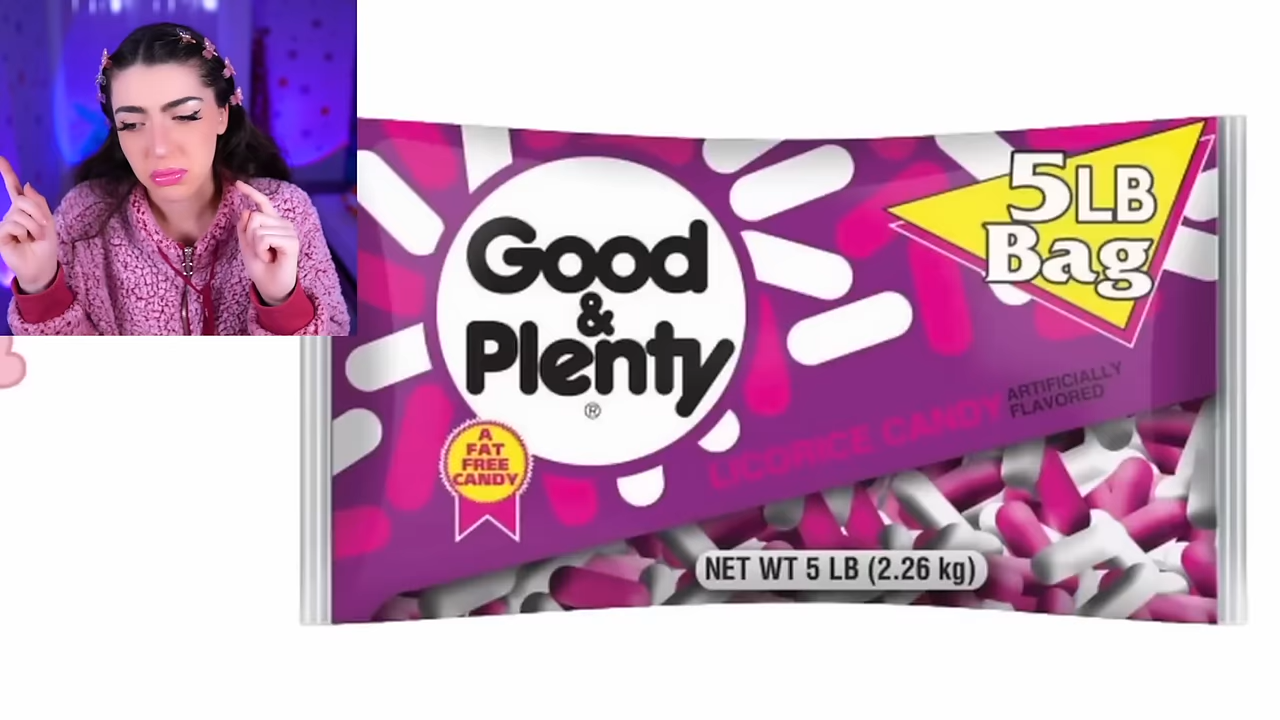 Good
&
Plenty
®
5LB
Bag
A
FAT
FREE
CANDY
LICORICE CANDY
ARTIFICIALLY
FLAVORED
NET WT 5 LB (2.26 kg)